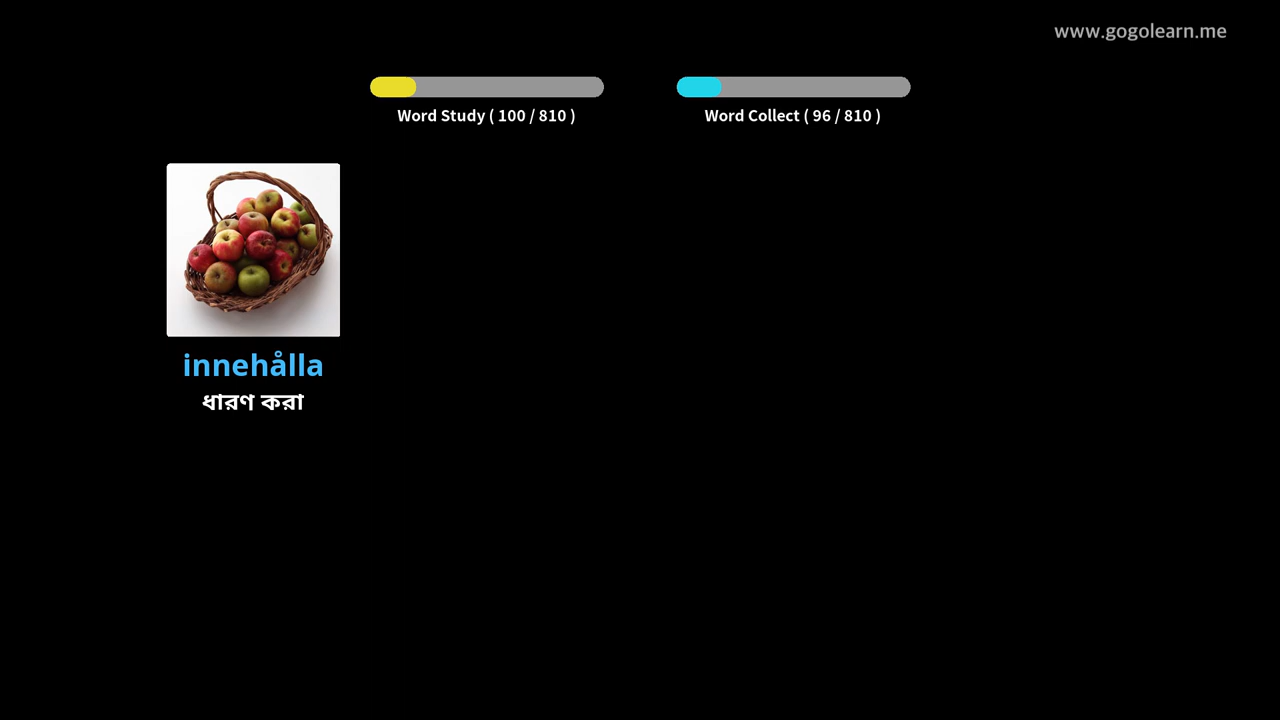 www.gogolearn.me
Word Study ( 100 / 810 )
Word Collect ( 96 / 810 )
innehålla
ধারণ করা